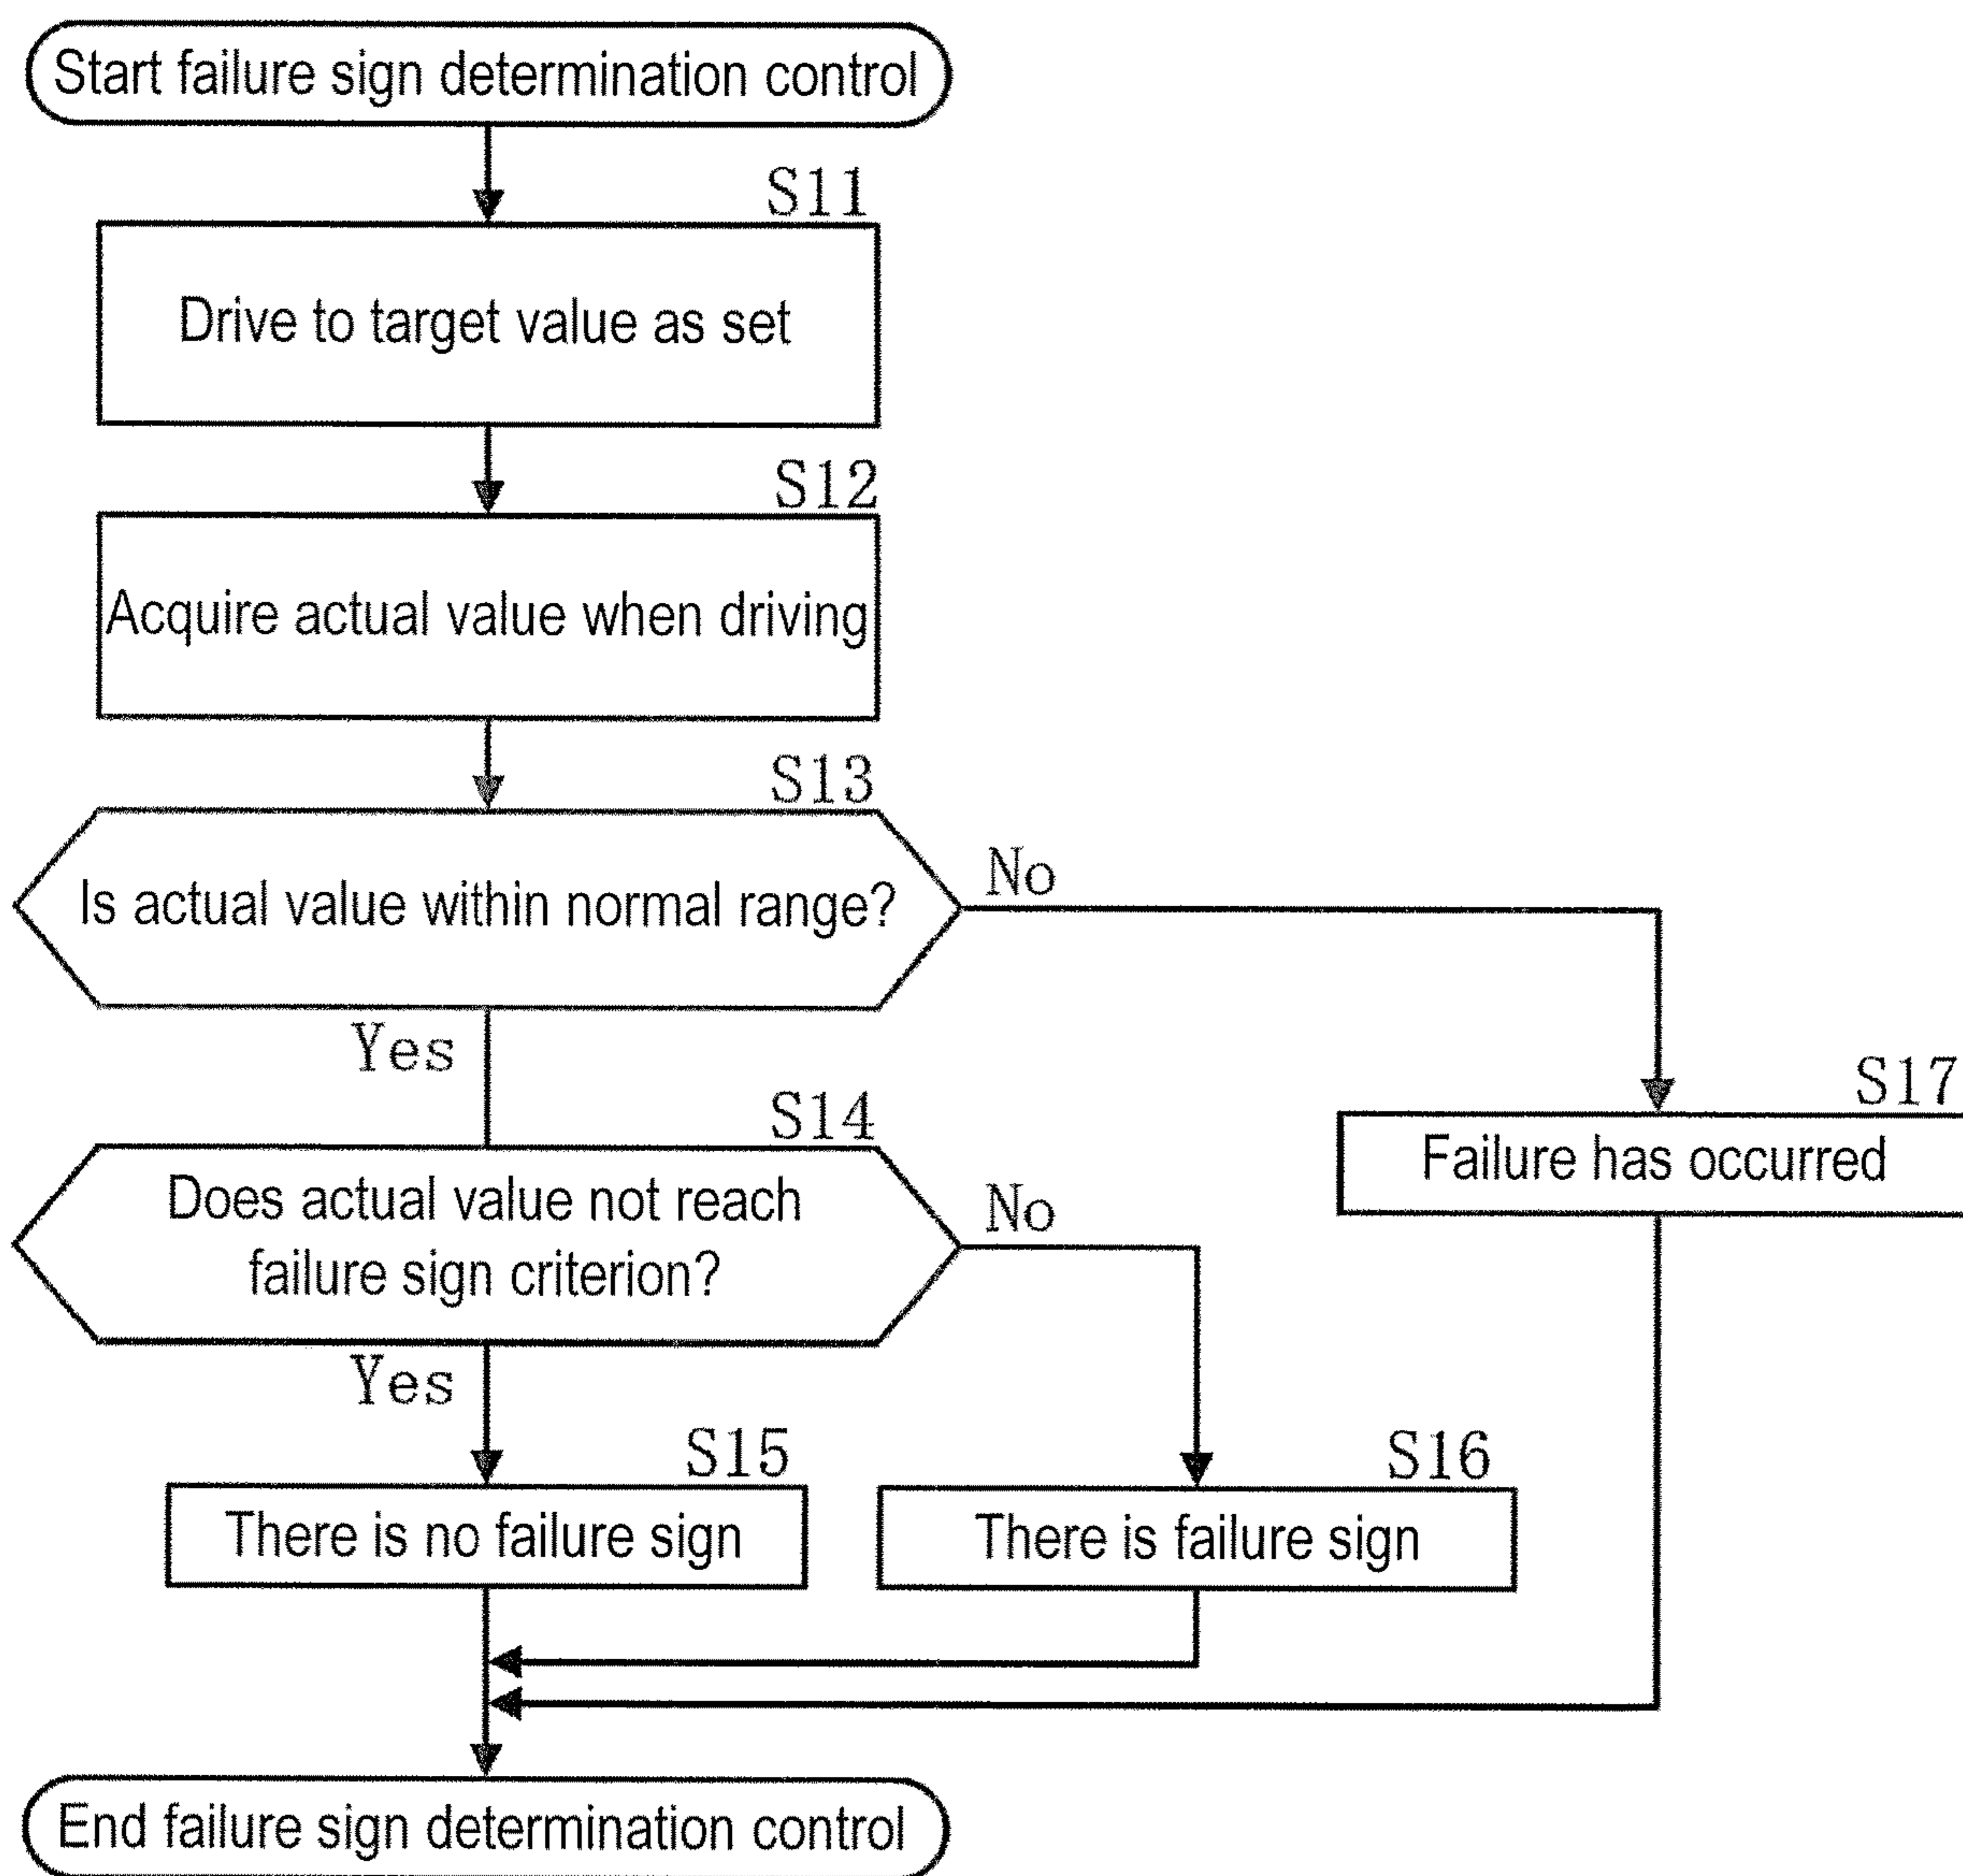 Start failure sign determination control
S11
Drive to target value as set
S12
Acquire actual value when driving
S13
Is actual value within normal range?
No
Yes
S17
Failure has occurred
S14
Does actual value not reach
failure sign criterion?
No
Yes
S15
There is no failure sign
S16
There is failure sign
End failure sign determination control